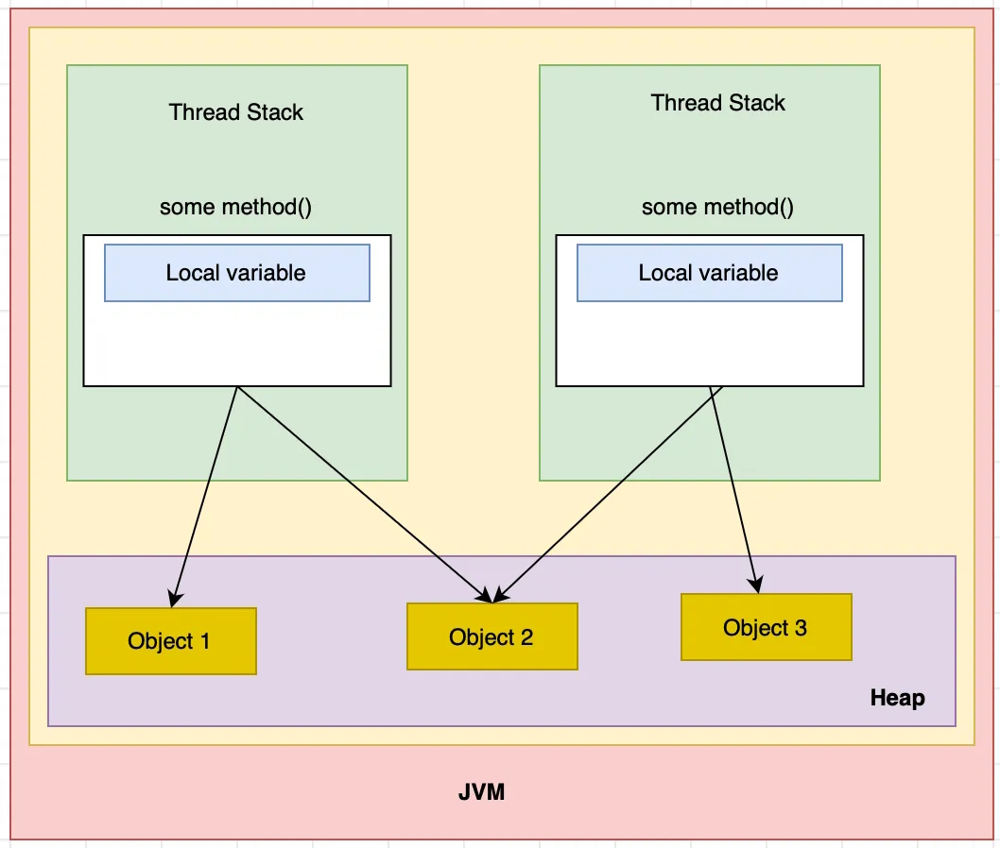 Thread Stack
Thread Stack
some method()
some method()
Local variable
Local variable
Object 1
Object 2
Object 3
Heap
JVM